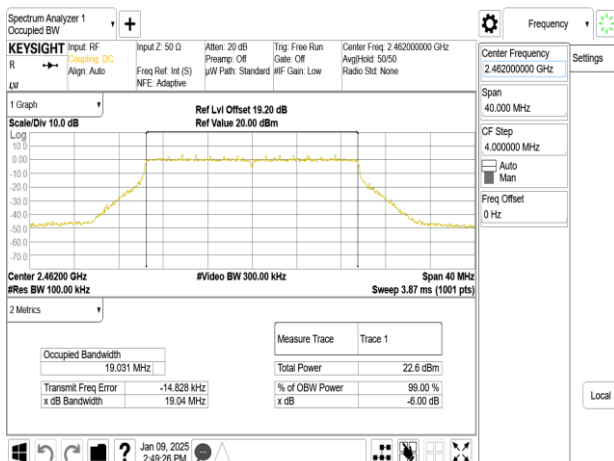 Spectrum Analyzer 1
Occupied BW
Frequency
KEYSIGHT
R
LXI
Input: RF
Coupling: DC
Align: Auto
Input Z: 50 Ω
Freq Ref: Int (S)
NFE: Adaptive
Atten: 20 dB
Preamp: Off
µW Path: Standard
Trig: Free Run
Gate: Off
#IF Gain: Low
Center Freq: 2.462000000 GHz
Avg|Hold: 50/50
Radio Std: None
Center Frequency
2.462000000 GHz
Settings
Span
40.000 MHz
CF Step
4.000000 MHz
Auto
Man
Freq Offset
0 Hz
Local
1 Graph
Scale/Div 10.0 dB
Ref Lvl Offset 19.20 dB
Ref Value 20.00 dBm
Log
10.0
0.00
-10.0
-20.0
-30.0
-40.0
-50.0
-60.0
-70.0
Center 2.46200 GHz
#Video BW 300.00 kHz
Span 40 MHz
#Res BW 100.00 kHz
Sweep 3.87 ms (1001 pts)
2 Metrics
Measure Trace Trace 1
Occupied Bandwidth
19.031 MHz
Total Power 22.6 dBm
Transmit Freq Error -14.828 kHz
% of OBW Power 99.00 %
x dB Bandwidth 19.04 MHz
x dB -6.00 dB
Jan 09, 2025
2:49:26 PM